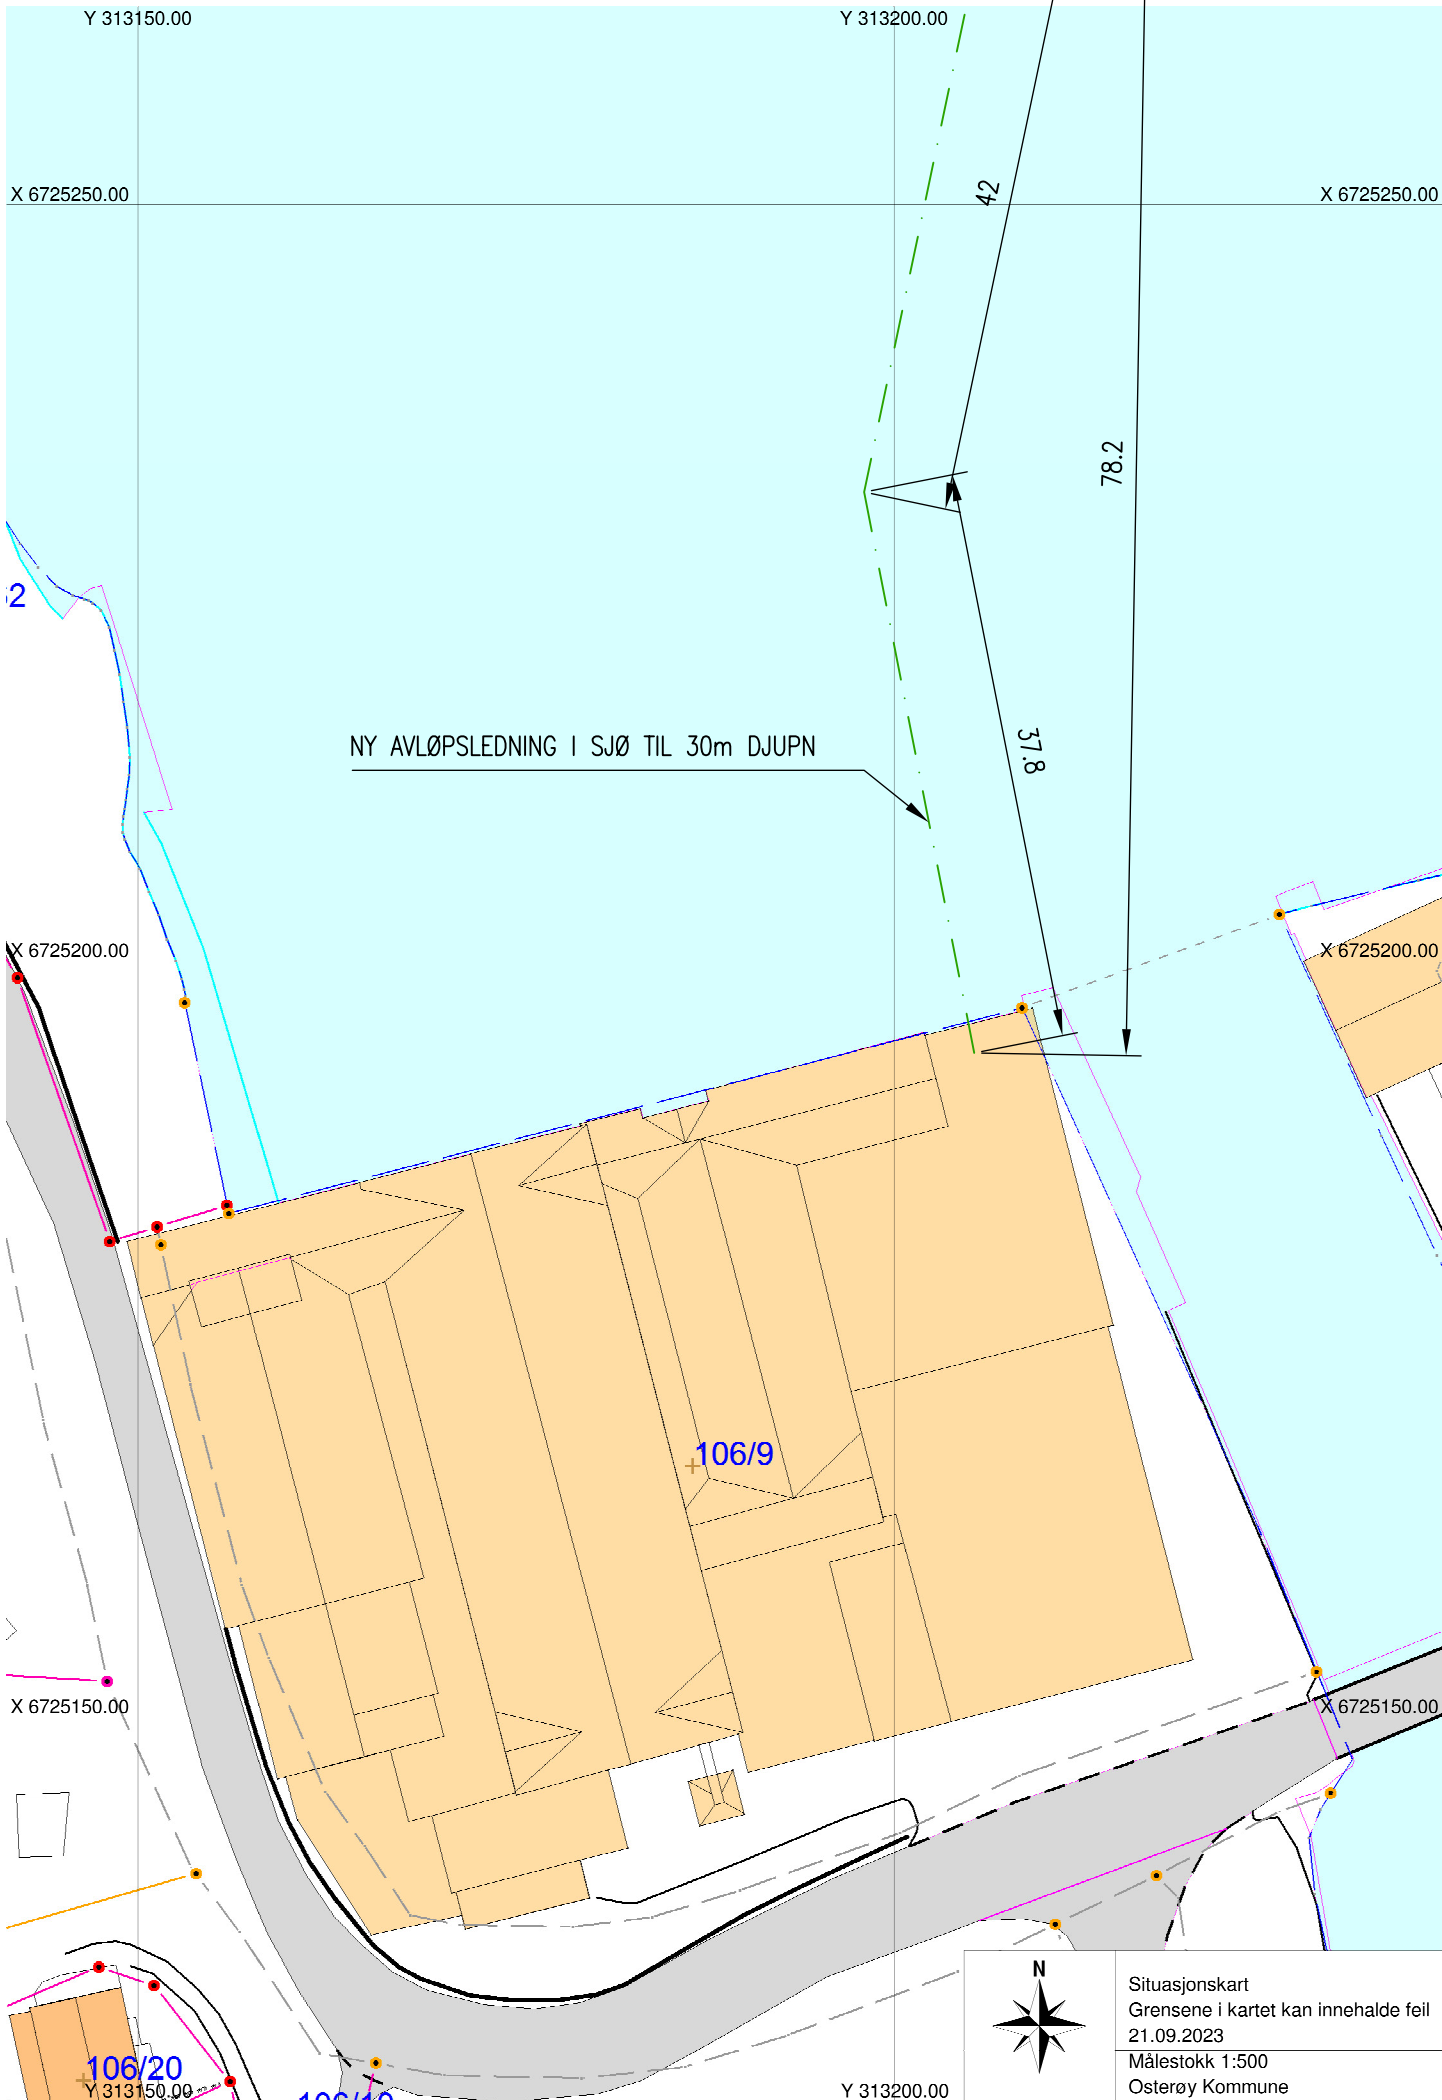 Y 313150.00
Y 313200.00
X 6725250.00
X 6725250.00
42
78.2
NY AVLØPSLEDNING I SJØ TIL 30m DJUPN
37.8
X 6725200.00
X 6725200.00
106/9
X 6725150.00
X 6725150.00
N
Situasjonskart
Grensene i kartet kan innehalde feil
21.09.2023
Målestokk 1:500
Osterøy Kommune
106/20
Y 313150.00
Y 313200.00